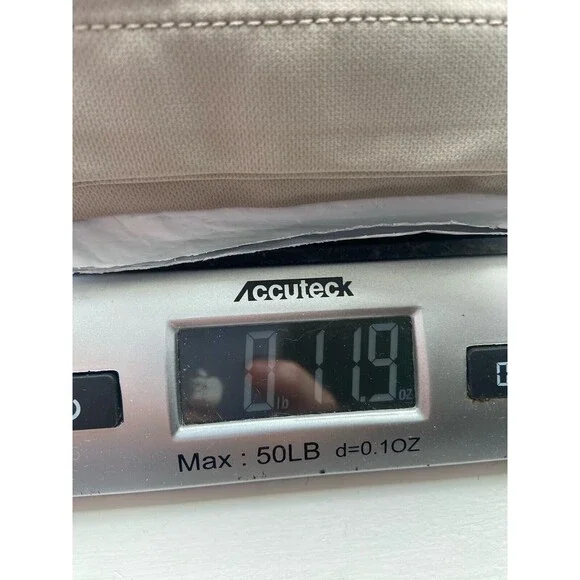 Accuteck
0 lb 11.9 oz
Max : 50LB d=0.1OZ